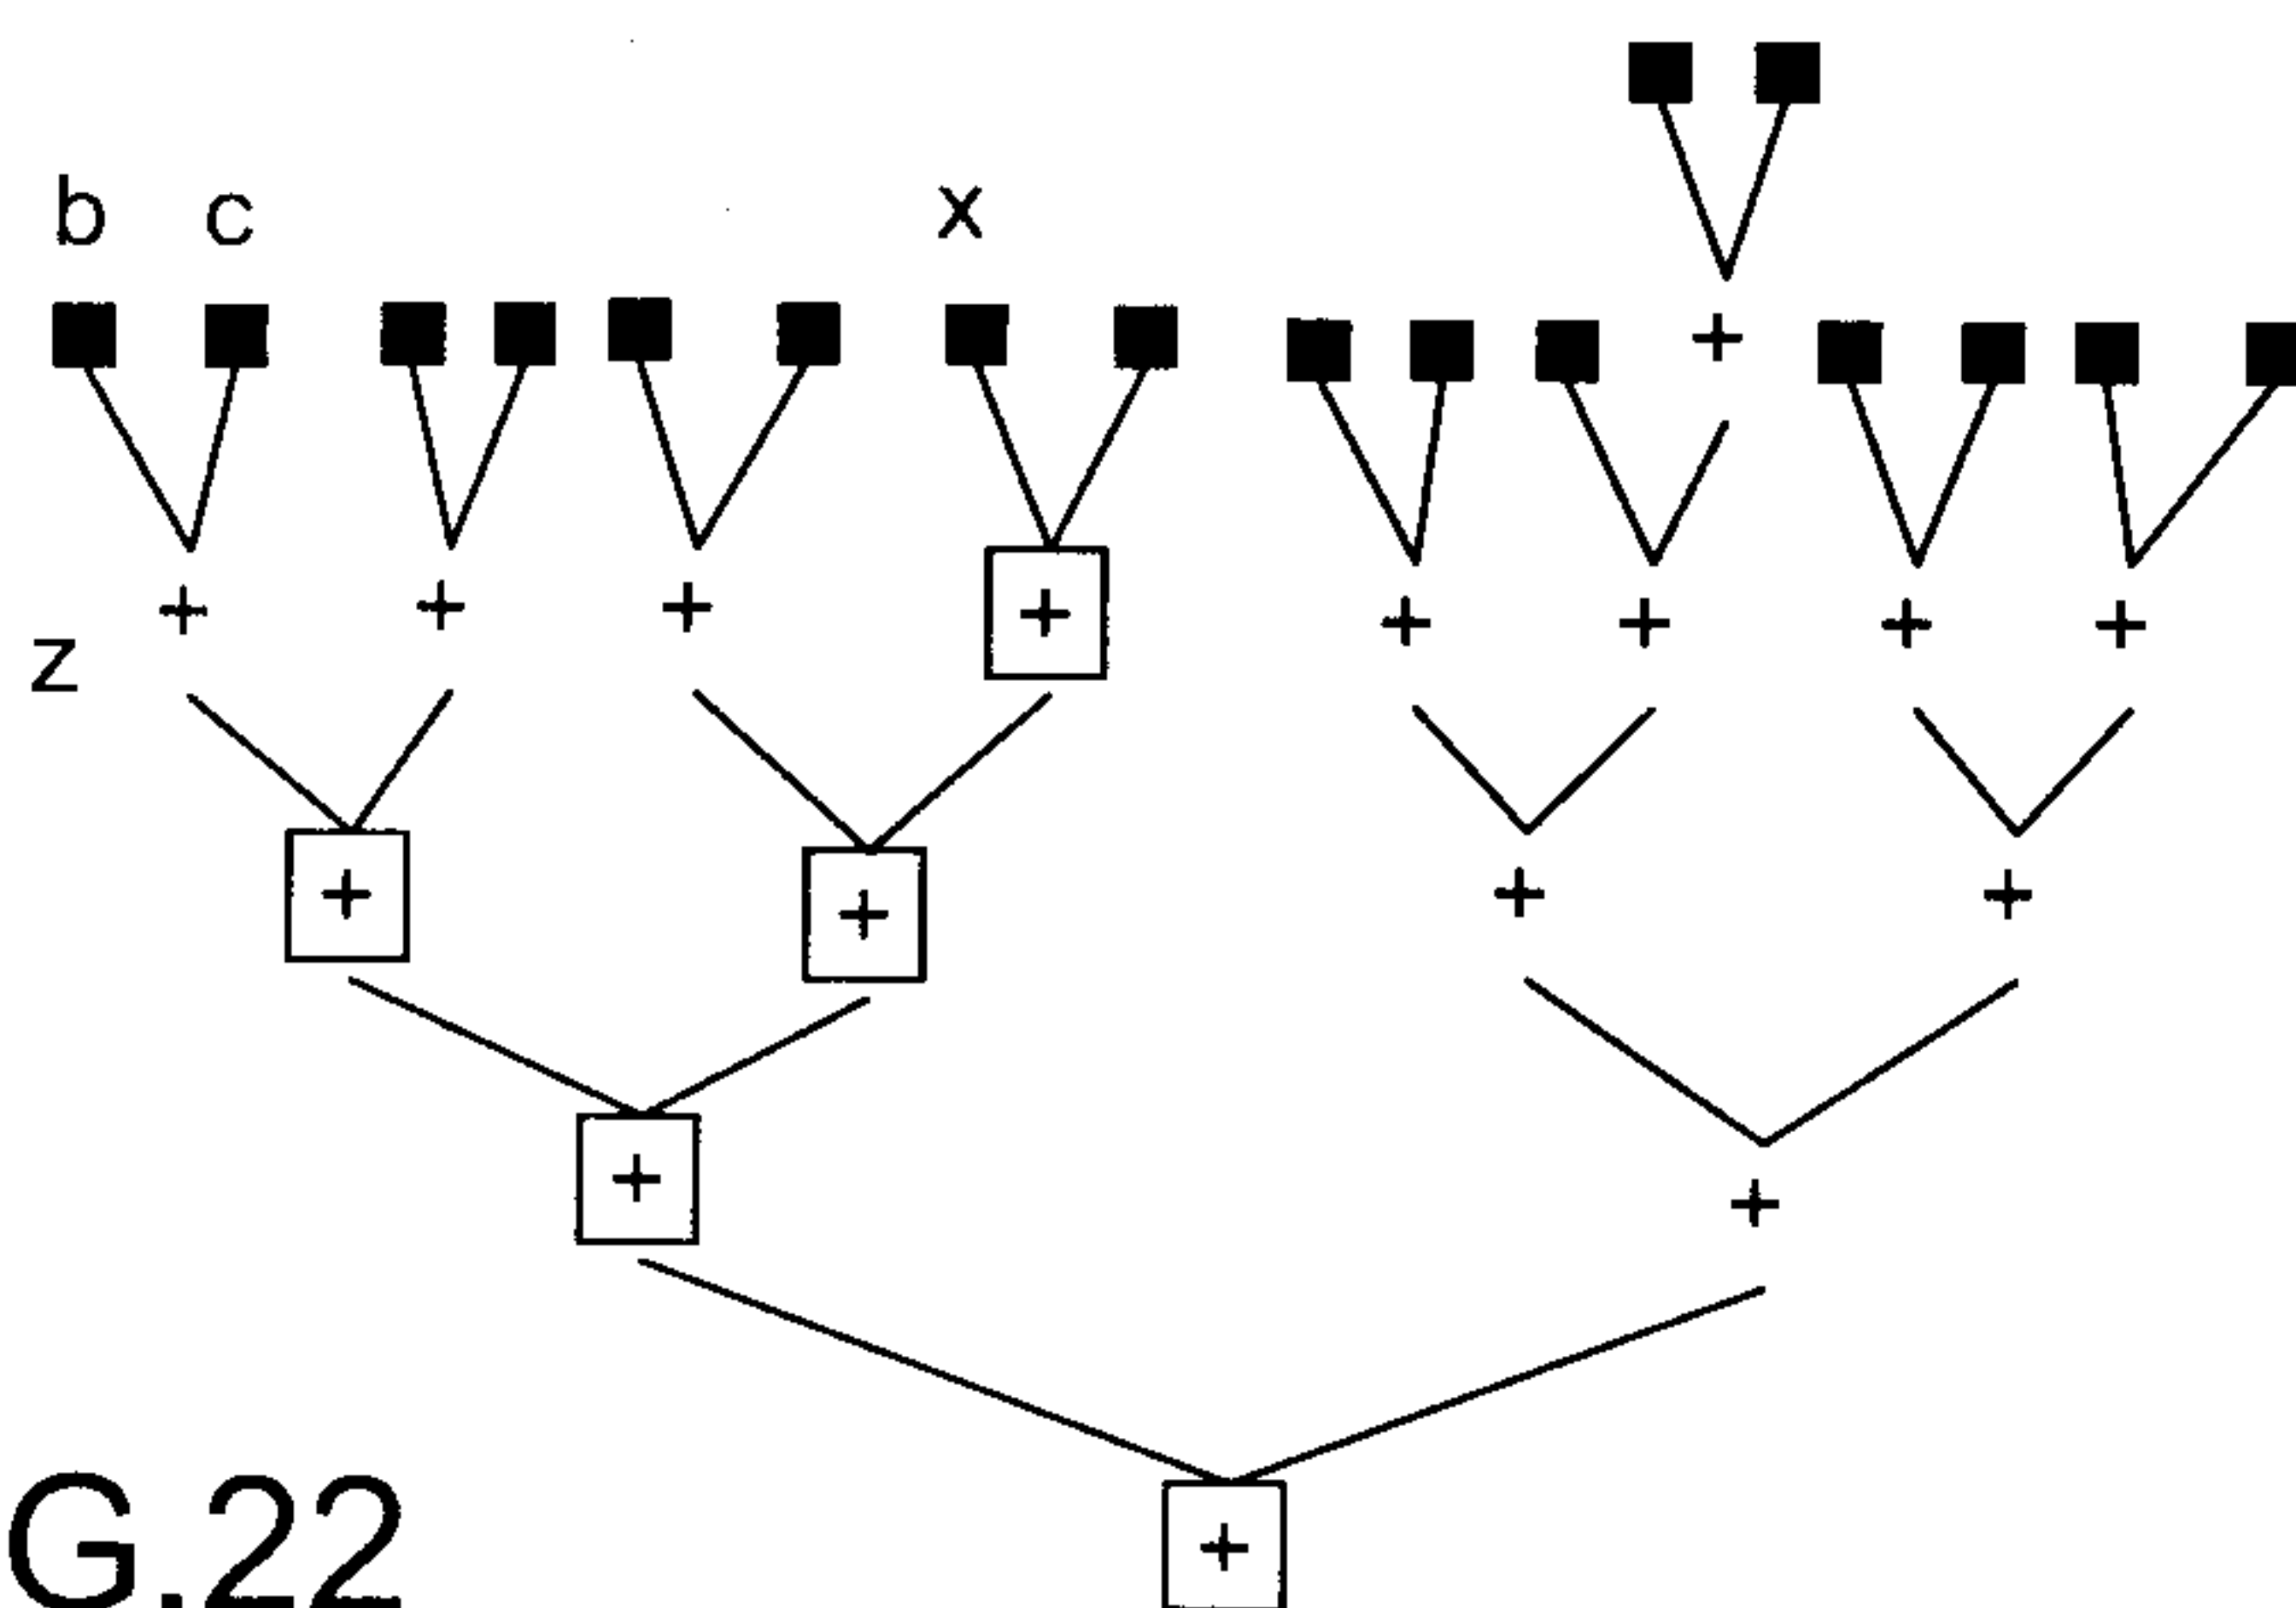 b c x
+
+ + + + + + + +
z
+ + + +
+ +
+
G.22